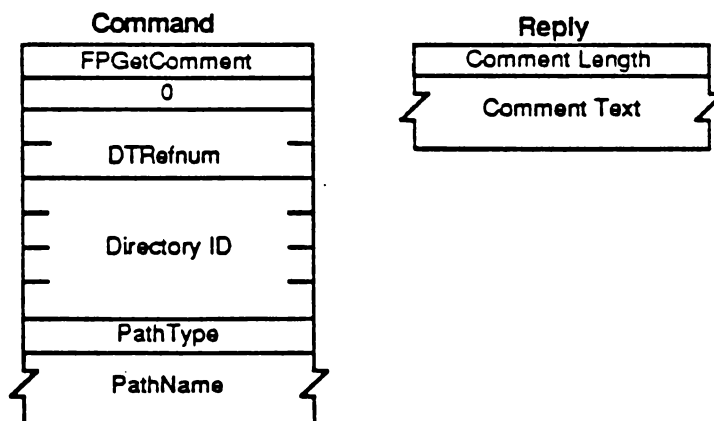 Command
FPGetComment
0
DTRefnum
Directory ID
PathType
PathName
Reply
Comment Length
Comment Text